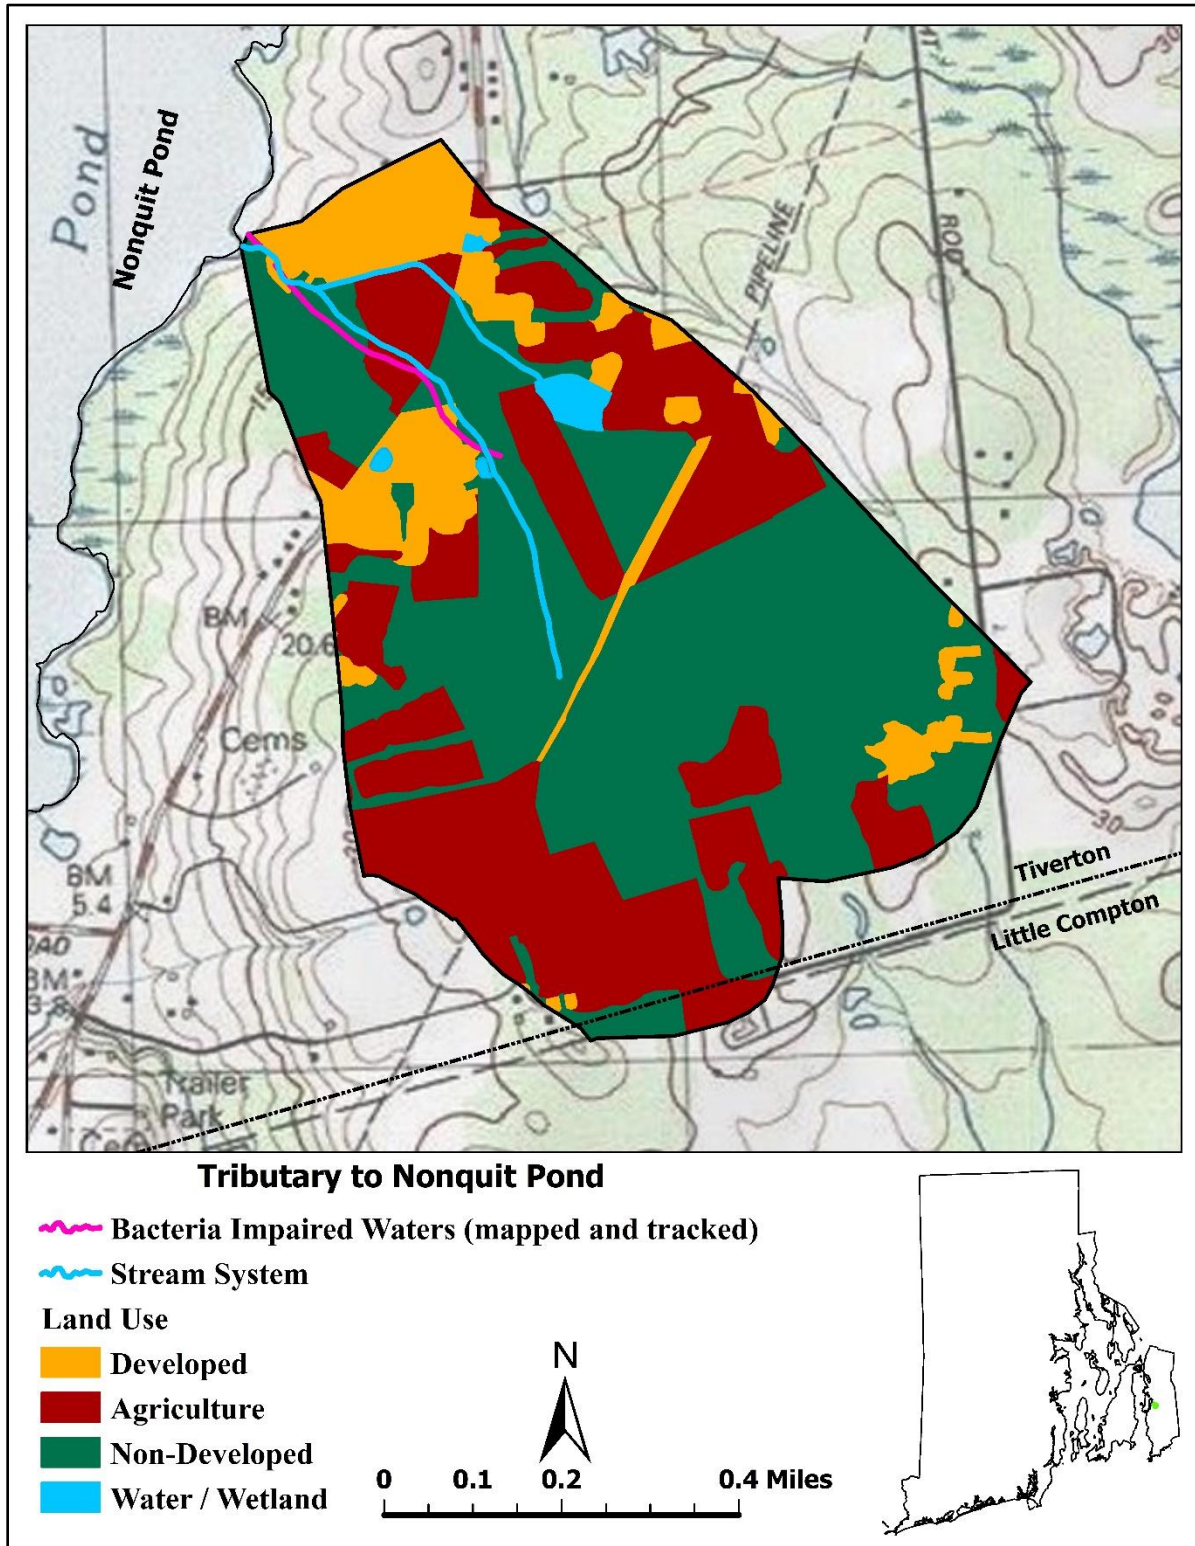 Pond
Nonquit Pond
PIPELINE
ROD
30
BM
20.6
Cems
BM
5.4
30
Tiverton
Little Compton
BM
3.8
Trailer
Park
Tributary to Nonquit Pond
Bacteria Impaired Waters (mapped and tracked)
Stream System
Land Use
Developed
Agriculture
Non-Developed
Water / Wetland
N
0 0.1 0.2 0.4 Miles